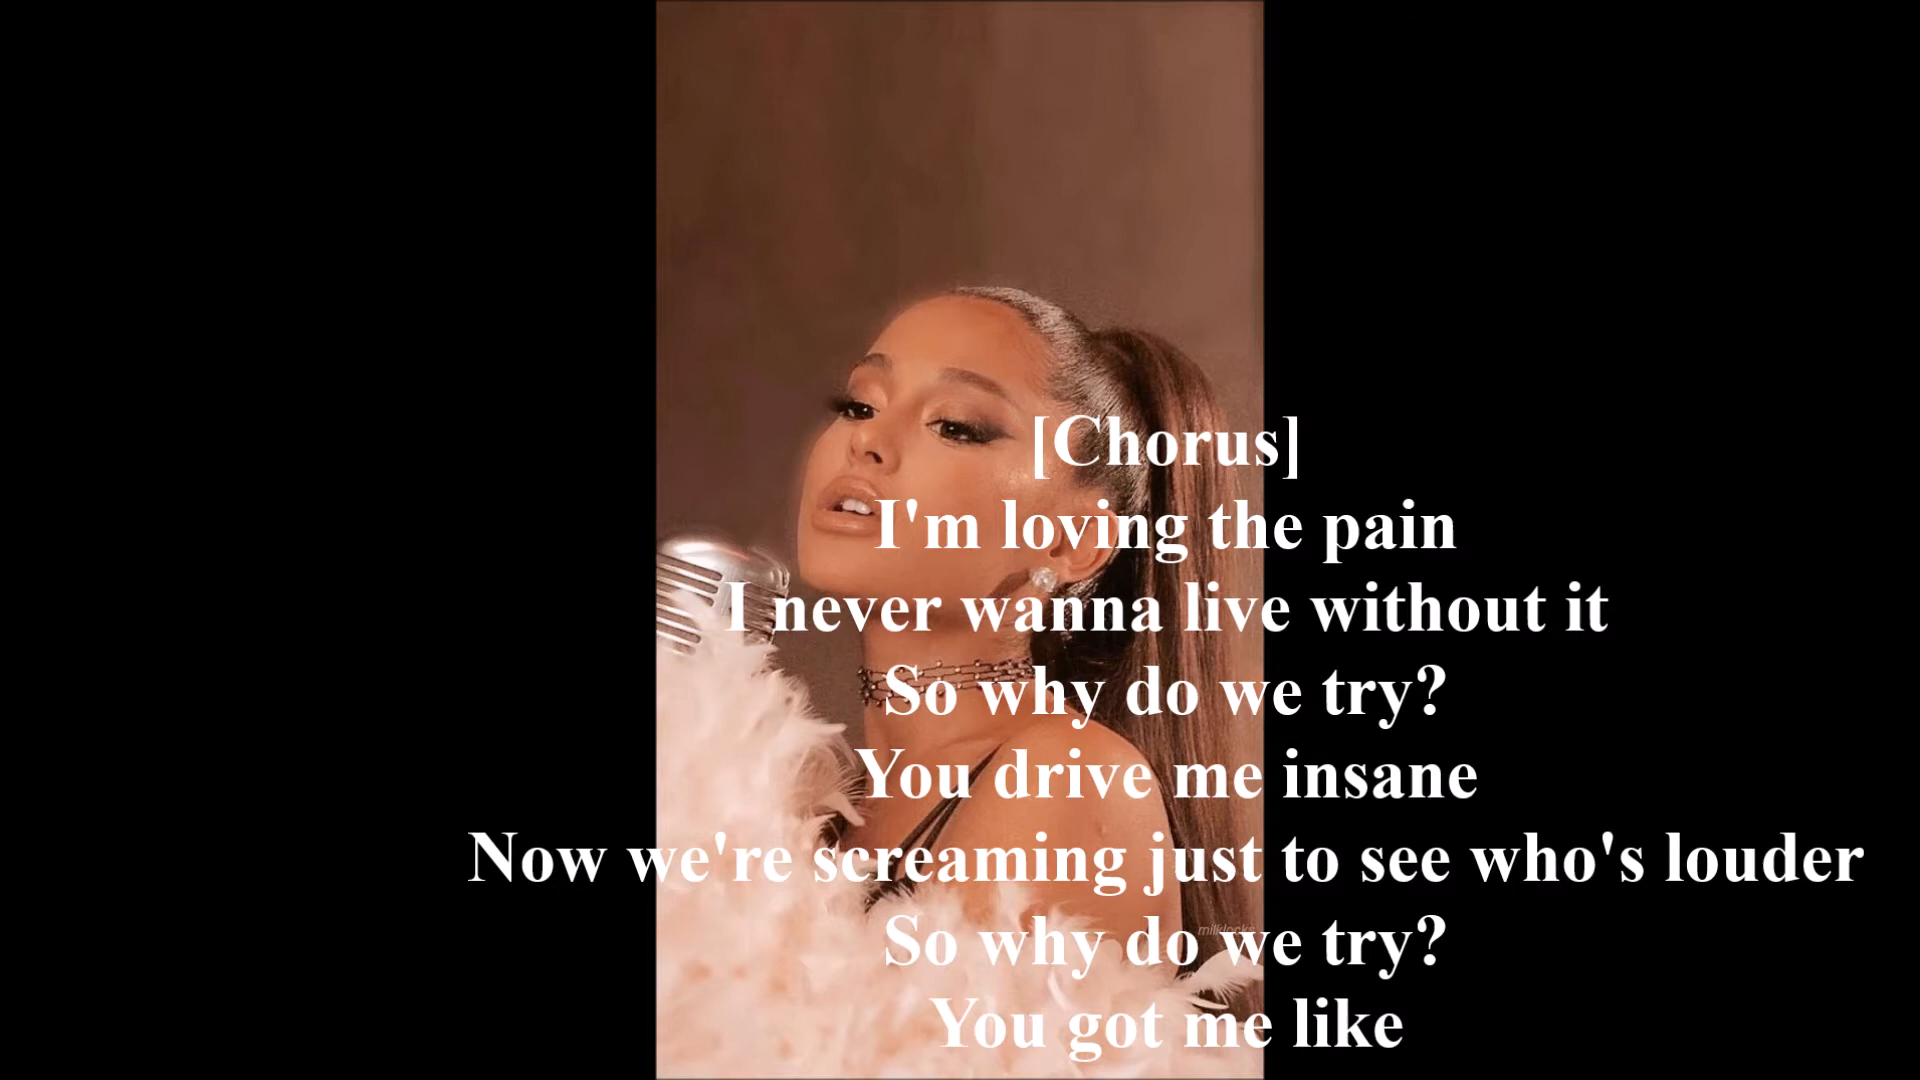 [Chorus]
I'm loving the pain
I never wanna live without it
So why do we try?
You drive me insane
Now we're screaming just to see who's louder
So why do we try?
You got me like